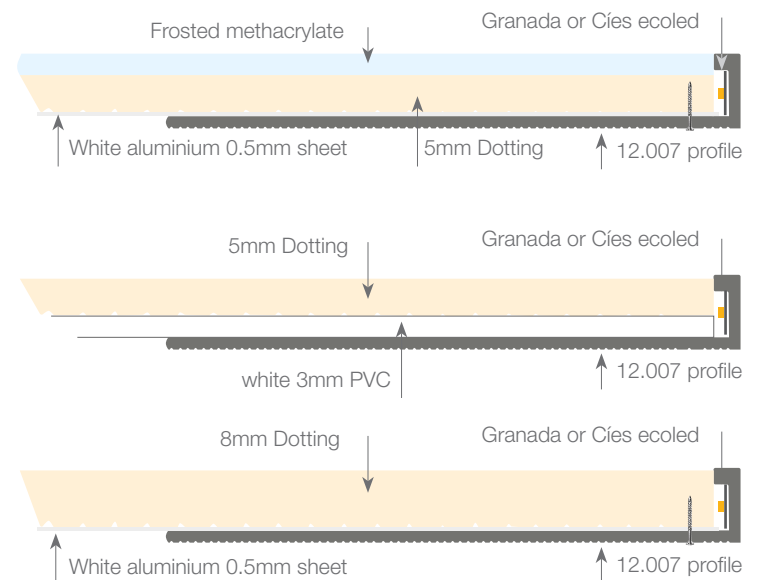 Granada or Cíes ecoled
Frosted methacrylate
White aluminium 0.5mm sheet
5mm Dotting
12.007 profile
Granada or Cíes ecoled
5mm Dotting
12.007 profile
white 3mm PVC
Granada or Cíes ecoled
8mm Dotting
White aluminium 0.5mm sheet
12.007 profile